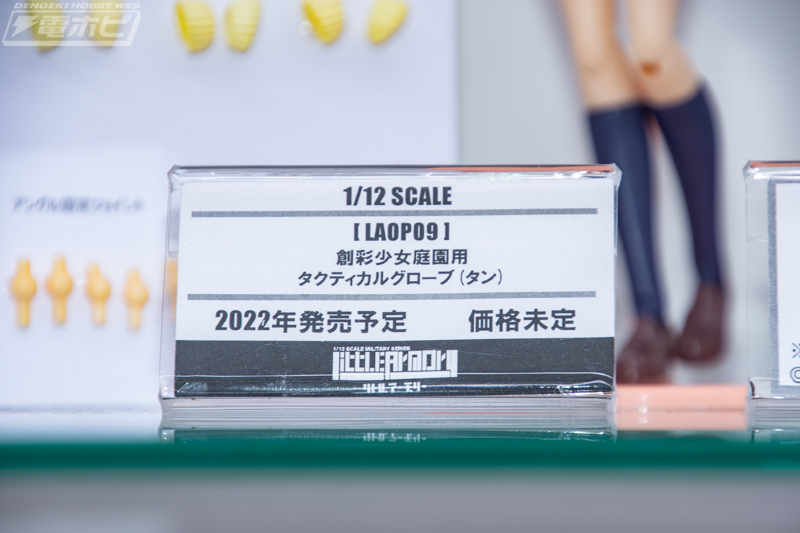 DENGEKI HOBBY WEB
電ホビ
アングル固定ジョイント
1/12 SCALE
[ LAOP09 ]
創彩少女庭園用
タクティカルグローブ(タン)
2022年発売予定 価格未定
1/12 SCALE MILITARY SERIES
LITTLEARMORY
-リトルアーモリー-
※